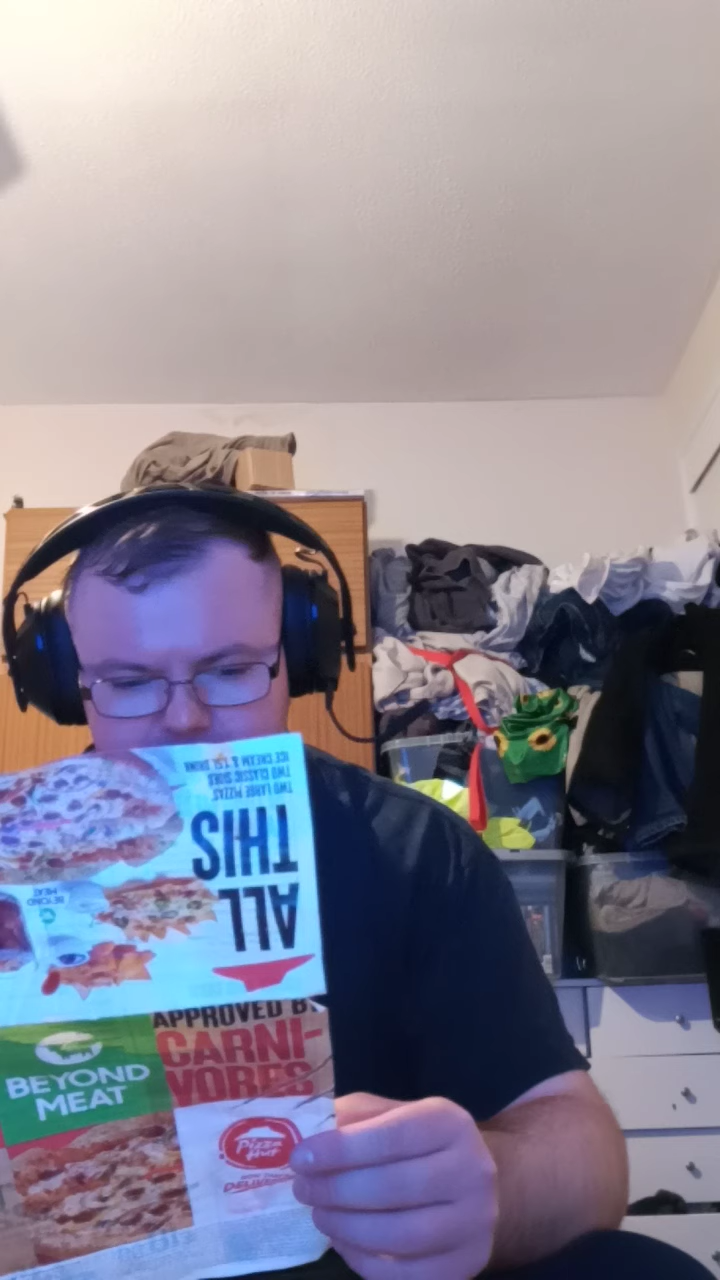 ALL
THIS
TWO LARGE PIZZAS
TWO CLASSIC SIDES
ICE CREAM & 1.5L DRINK
BEYOND
MEAT
APPROVED B
CARNI-
VORES
BEYOND
MEAT
Pizza
Hut
DELIVERY